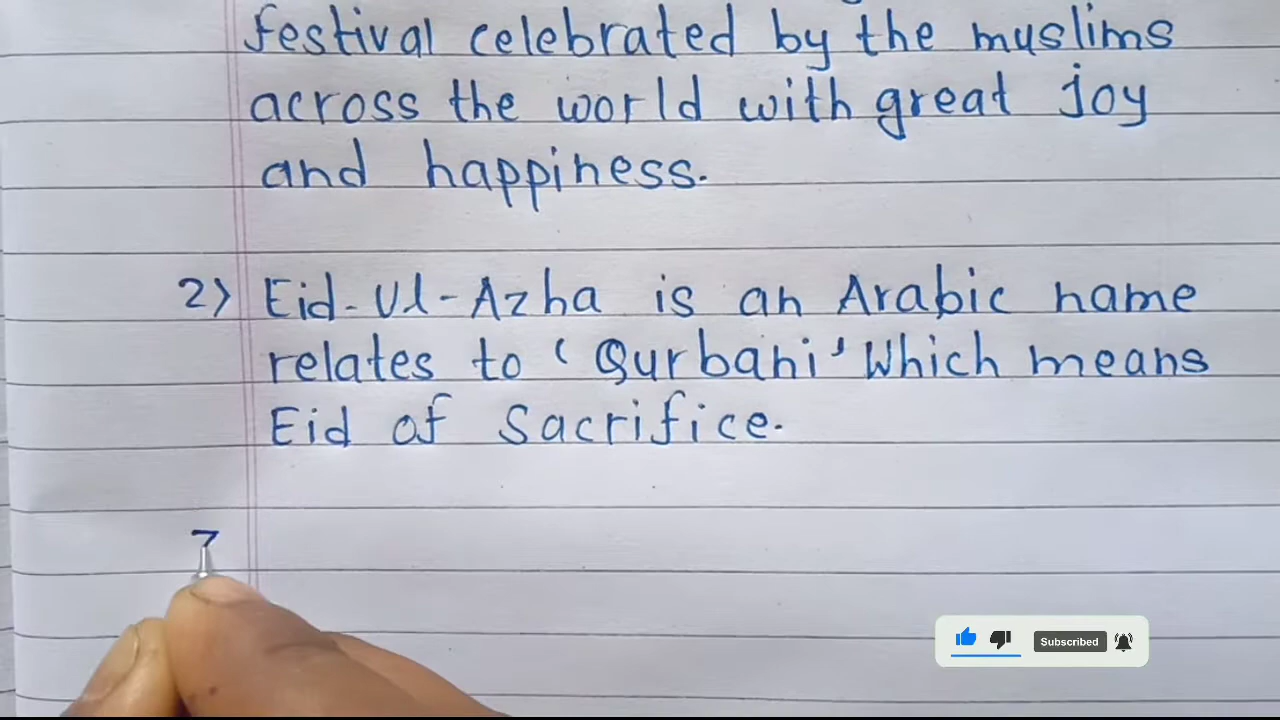 festival celebrated by the muslims
across the world with great joy
and happiness.
2) Eid-Ul-Azha is an Arabic name
relates to 'Qurbani' Which means
Eid of Sacrifice.
Subscribed